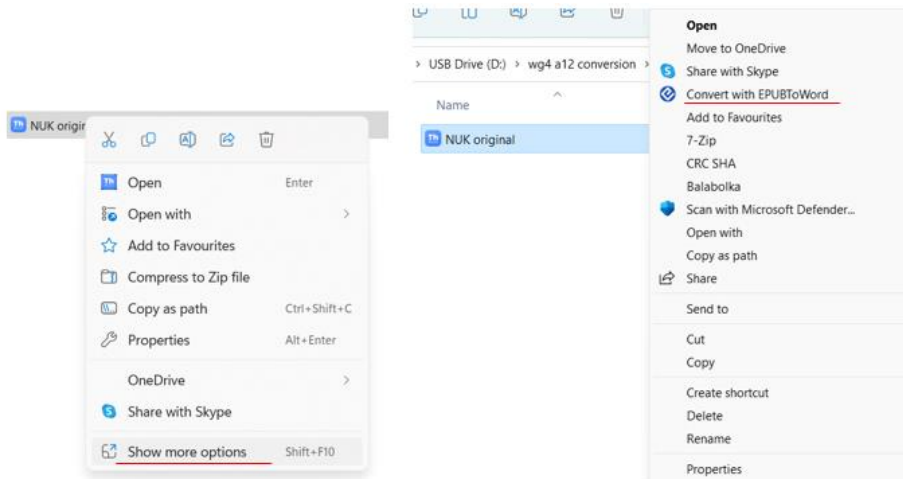 NUK origin
Open Enter
Open with
Add to Favourites
Compress to Zip file
Copy as path Ctrl+Shift+C
Properties Alt+Enter
OneDrive
Share with Skype
Show more options Shift+F10
USB Drive (D:) > wg4 a12 conversion >
Name
NUK original
Open
Move to OneDrive
Share with Skype
Convert with EPUBToWord
Add to Favourites
7-Zip
CRC SHA
Balabolka
Scan with Microsoft Defender...
Open with
Copy as path
Share
Send to
Cut
Copy
Create shortcut
Delete
Rename
Properties